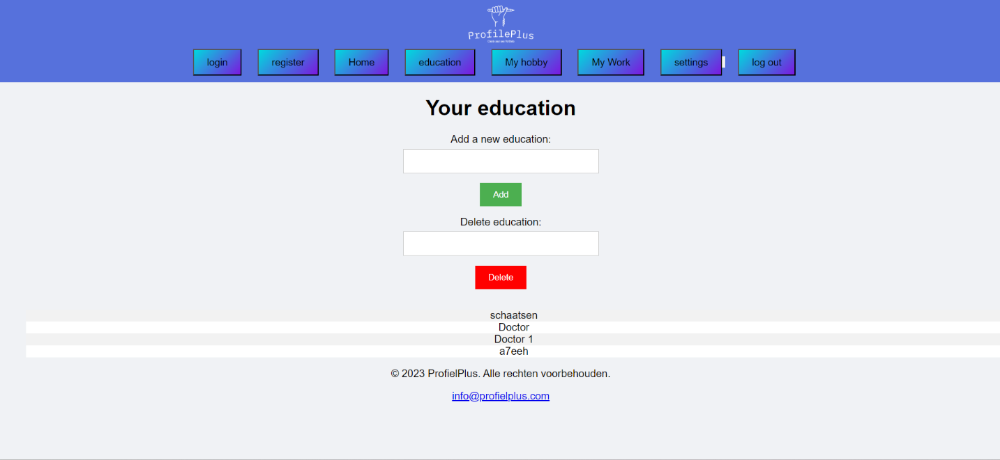 ProfilePlus
login register Home education My hobby My Work settings log out
Your education
Add a new education:
Add
Delete education:
Delete
schaatsen
Doctor
Doctor 1
a7eeh
© 2023 ProfielPlus. Alle rechten voorbehouden.
info@profielplus.com